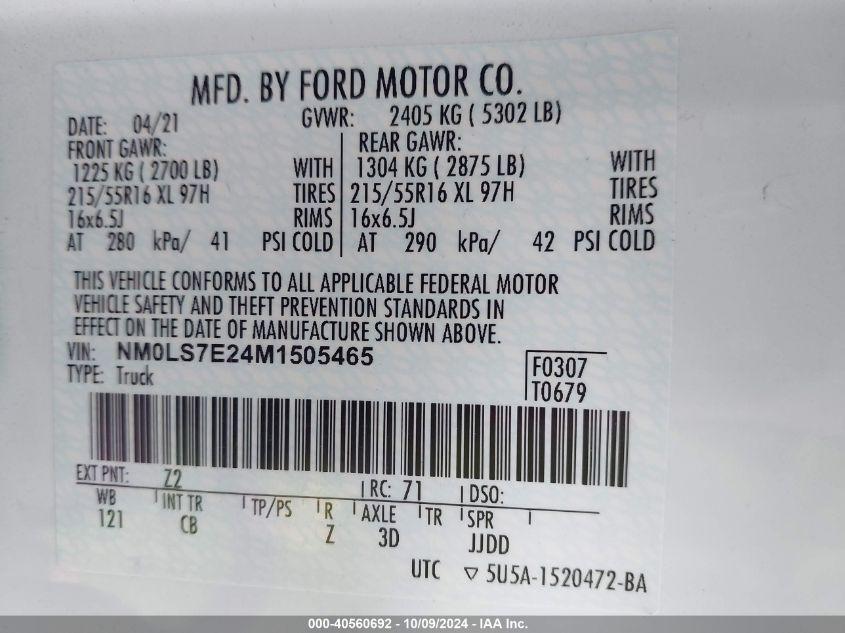 MFD. BY FORD MOTOR CO.
DATE: 04/21 GVWR: 2405 KG ( 5302 LB)
FRONT GAWR: REAR GAWR:
1225 KG ( 2700 LB) WITH 1304 KG ( 2875 LB) WITH
215/55R16 XL 97H TIRES 215/55R16 XL 97H TIRES
16x6.5J RIMS 16x6.5J RIMS
AT 280 kPa/ 41 PSI COLD AT 290 kPa/ 42 PSI COLD
THIS VEHICLE CONFORMS TO ALL APPLICABLE FEDERAL MOTOR
VEHICLE SAFETY AND THEFT PREVENTION STANDARDS IN
EFFECT ON THE DATE OF MANUFACTURE SHOWN ABOVE.
VIN: NM0LS7E24M1505465
TYPE: Truck
F0307
T0679
EXT PNT: Z2 RC: 71 DSO:
WB INT TR TP/PS R AXLE TR SPR
121 CB Z 3D JJDD
UTC ▽ 5U5A-1520472-BA
000-40560692 - 10/09/2024 - IAA Inc.